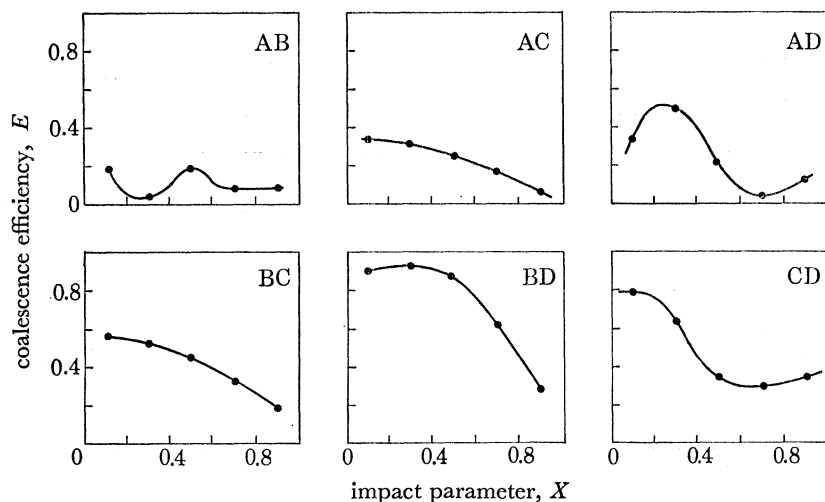 AB
AC
AD
0.8
0.4
0
coalescence efficiency, E
BC
BD
CD
0.8
0.4
0 0.4 0.8 0 0.4 0.8 0 0.4 0.8
impact parameter, X